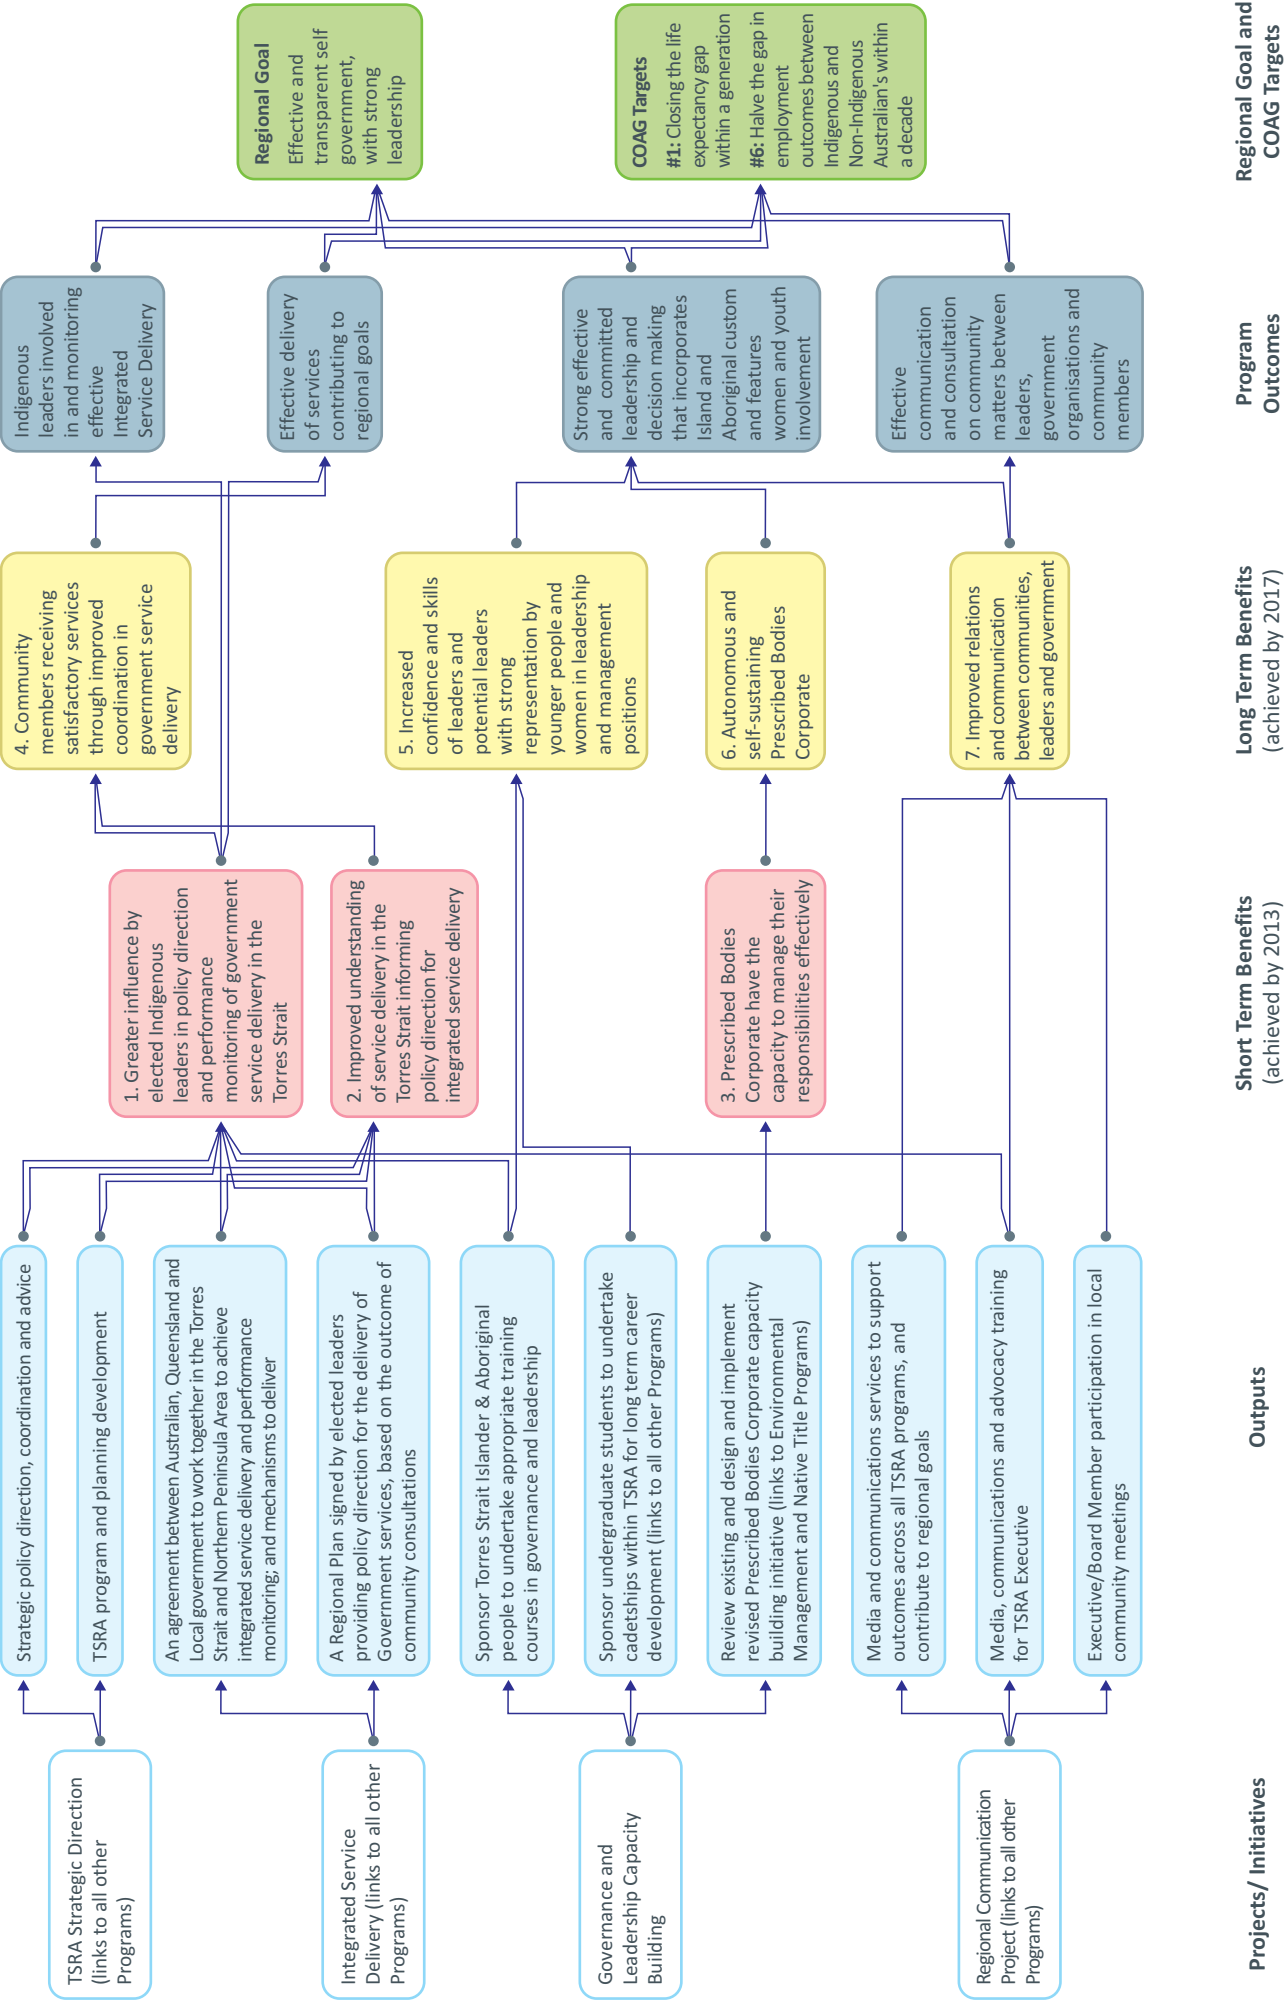 TSRA Strategic Direction
(links to all other
Programs)
Integrated Service
Delivery (links to all other
Programs)
Governance and
Leadership Capacity
Building
Regional Communication
Project (links to all other
Programs)
Projects/ Initiatives
Strategic policy direction, coordination and advice
TSRA program and planning development
An agreement between Australian, Queensland and
Local government to work together in the Torres
Strait and Northern Peninsula Area to achieve
integrated service delivery and performance
monitoring; and mechanisms to deliver
A Regional Plan signed by elected leaders
providing policy direction for the delivery of
Government services, based on the outcome of
community consultations
Sponsor Torres Strait Islander & Aboriginal
people to undertake appropriate training
courses in governance and leadership
Sponsor undergraduate students to undertake
cadetships within TSRA for long term career
development (links to all other Programs)
Review existing and design and implement
revised Prescribed Bodies Corporate capacity
building initiative (links to Environmental
Management and Native Title Programs)
Media and communications services to support
outcomes across all TSRA programs, and
contribute to regional goals
Media, communications and advocacy training
for TSRA Executive
Executive/Board Member participation in local
community meetings
Outputs
1. Greater influence by
elected Indigenous
leaders in policy direction
and performance
monitoring of government
service delivery in the
Torres Strait
2. Improved understanding
of service delivery in the
Torres Strait informing
policy direction for
integrated service delivery
3. Prescribed Bodies
Corporate have the
capacity to manage their
responsibilities effectively
Short Term Benefits
(achieved by 2013)
4. Community
members receiving
satisfactory services
through improved
coordination in
government service
delivery
5. Increased
confidence and skills
of leaders and
potential leaders
with strong
representation by
younger people and
women in leadership
and management
positions
6. Autonomous and
self-sustaining
Prescribed Bodies
Corporate
7. Improved relations
and communication
between communities,
leaders and government
Long Term Benefits
(achieved by 2017)
Indigenous
leaders involved
in and monitoring
effective
Integrated
Service Delivery
Effective delivery
of services
contributing to
regional goals
Strong effective
and committed
leadership and
decision making
that incorporates
Island and
Aboriginal custom
and features
women and youth
involvement
Effective
communication
and consultation
on community
matters between
leaders,
government
organisations and
community
members
Program
Outcomes
Regional Goal
Effective and
transparent self
government,
with strong
leadership
COAG Targets
#1: Closing the life
expectancy gap
within a generation
#6: Halve the gap in
employment
outcomes between
Indigenous and
Non-Indigenous
Australian's within
a decade
Regional Goal and
COAG Targets